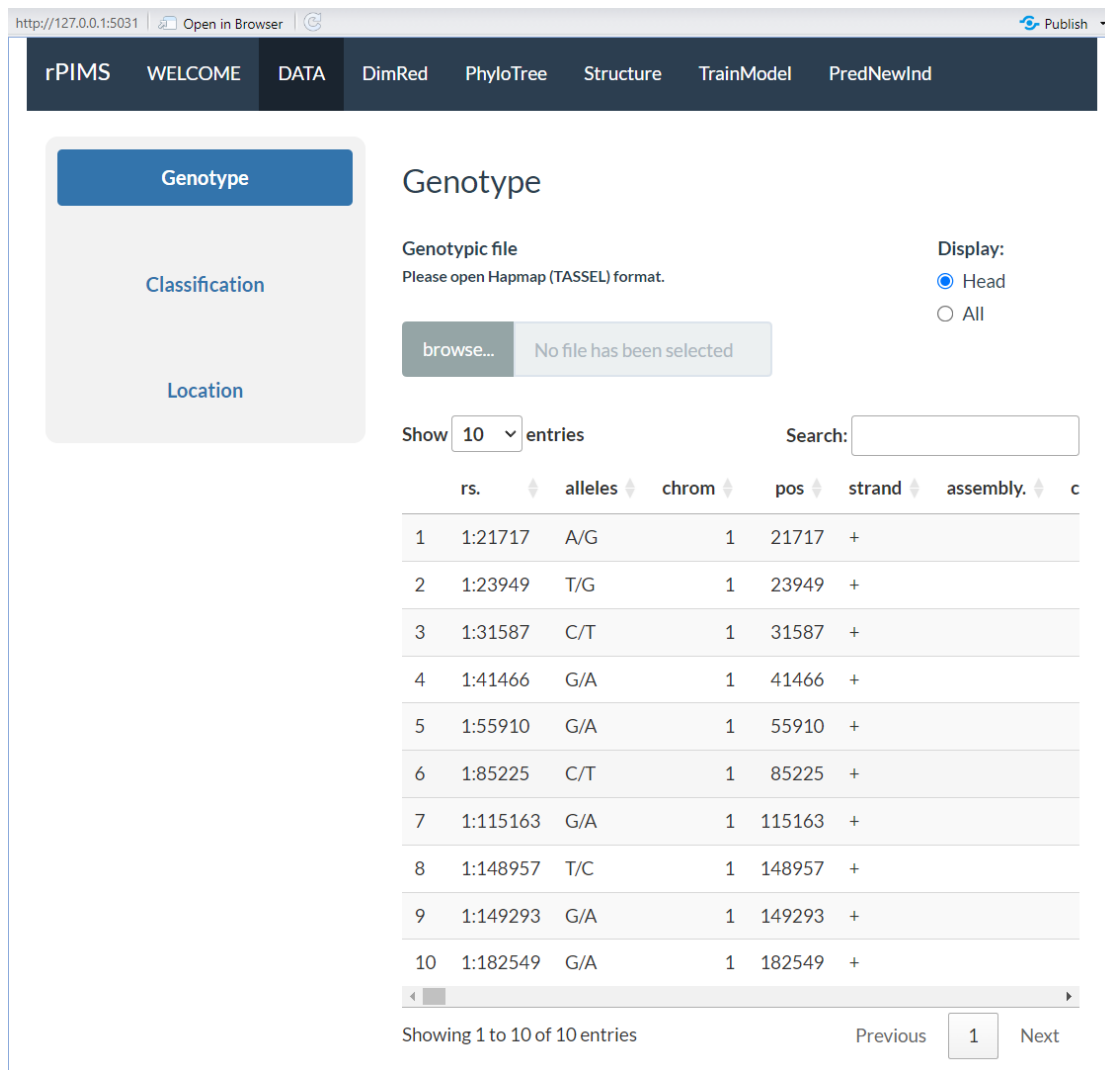 http://127.0.0.1:5031 Open in Browser Publish
rPIMS WELCOME DATA DimRed PhyloTree Structure TrainModel PredNewInd
Genotype
Classification
Location
Genotype
Genotypic file
Please open Hapmap (TASSEL) format.
Display:
Head
All
browse... No file has been selected
Show 10 entries Search:
rs. alleles chrom pos strand assembly. c
1 1:21717 A/G 1 21717 +
2 1:23949 T/G 1 23949 +
3 1:31587 C/T 1 31587 +
4 1:41466 G/A 1 41466 +
5 1:55910 G/A 1 55910 +
6 1:85225 C/T 1 85225 +
7 1:115163 G/A 1 115163 +
8 1:148957 T/C 1 148957 +
9 1:149293 G/A 1 149293 +
10 1:182549 G/A 1 182549 +
Showing 1 to 10 of 10 entries Previous 1 Next